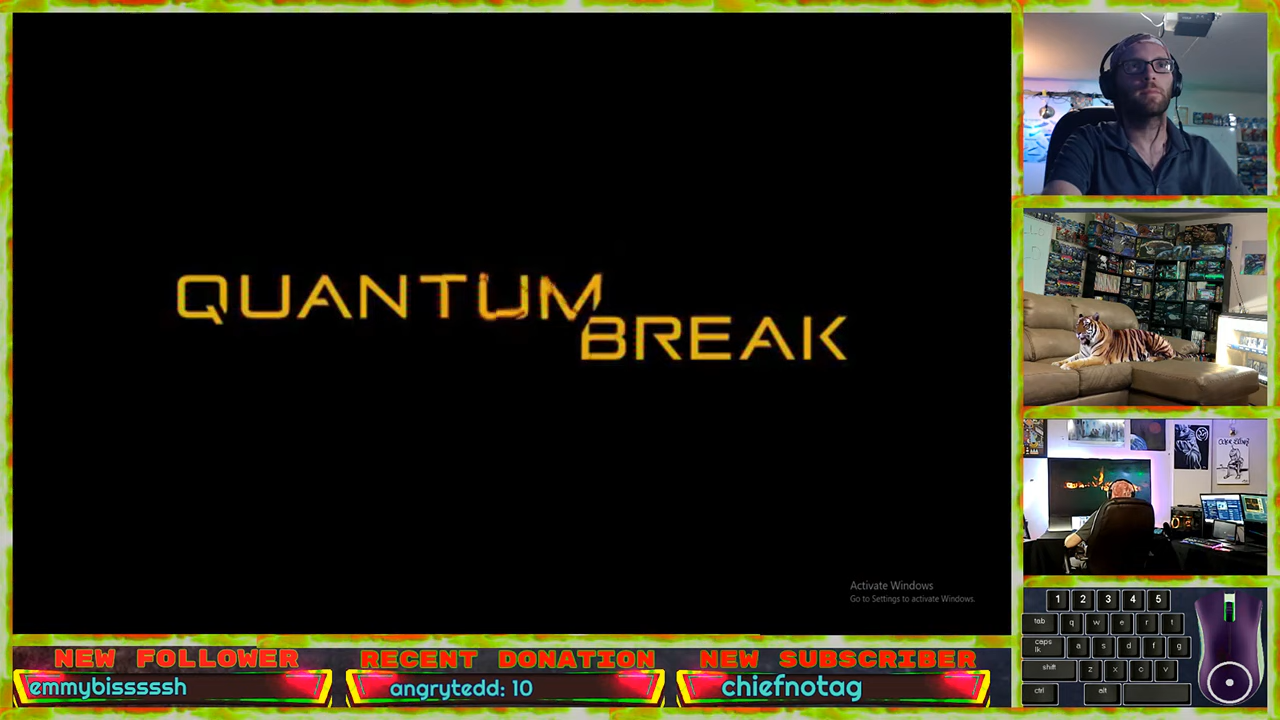 QUANTUM
BREAK
Activate Windows
Go to Settings to activate Windows.
NEW FOLLOWER
emmybisssssh
RECENT DONATION
angrytedd: 10
NEW SUBSCRIBER
chiefnotag
1 2 3 4 5
tab q w e r t
caps
lk
a s d f g
shift z x c v
ctrl alt